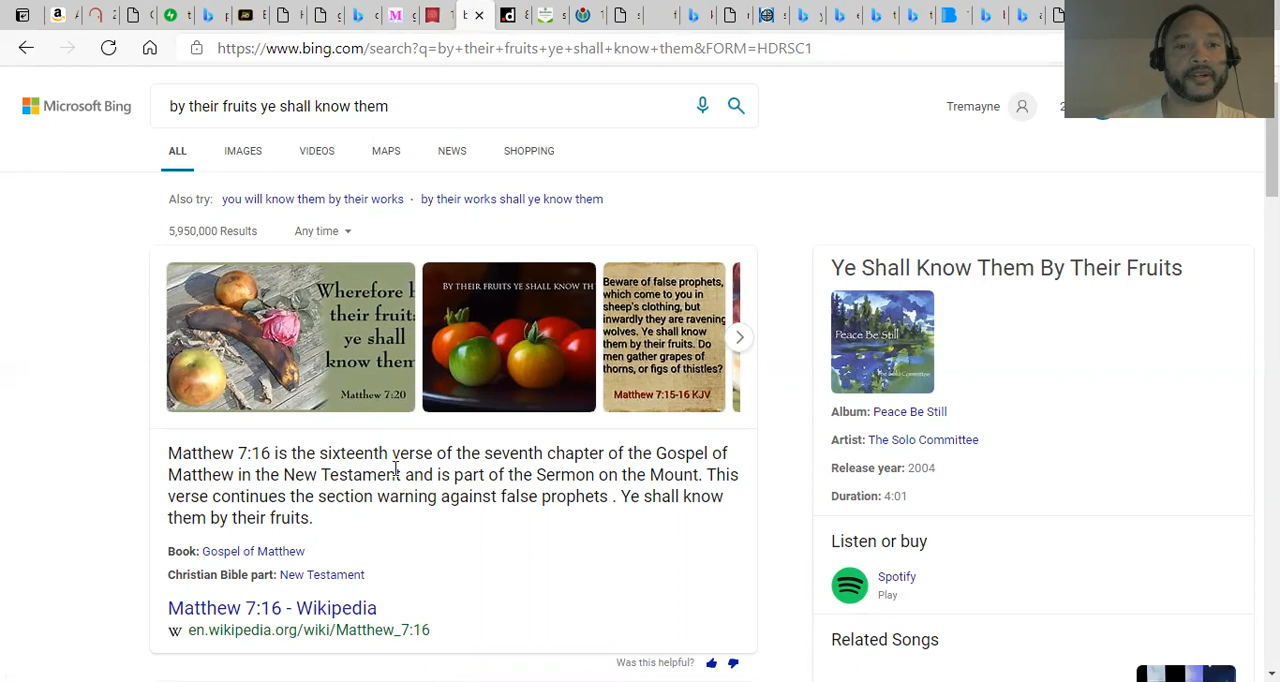 https://www.bing.com/search?q=by+their+fruits+ye+shall+know+them&FORM=HDRSC1
Microsoft Bing
by their fruits ye shall know them
Tremayne
ALL
IMAGES
VIDEOS
MAPS
NEWS
SHOPPING
Also try: you will know them by their works · by their works shall ye know them
5,950,000 Results
Any time
Wherefore
their
ye shall
know them
Matthew 7:20
BY THEIR FRUITS YE SHALL KNOW
Beware of false prophets,
which come to you in
sheep's clothing, but
inwardly they are ravening
wolves. Ye shall know
them by their fruits. Do
men gather grapes of
thorns, or figs of thistles?
Matthew 7:15-16 KJV
Matthew 7:16 is the sixteenth verse of the seventh chapter of the Gospel of
Matthew in the New Testament and is part of the Sermon on the Mount. This
verse continues the section warning against false prophets . Ye shall know
them by their fruits.
Book: Gospel of Matthew
Christian Bible part: New Testament
Matthew 7:16 - Wikipedia
W en.wikipedia.org/wiki/Matthew_7:16
Was this helpful?
Ye Shall Know Them By Their Fruits
Peace Be Still
The Solo Committee
Album: Peace Be Still
Artist: The Solo Committee
Release year: 2004
Duration: 4:01
Listen or buy
Spotify
Play
Related Songs